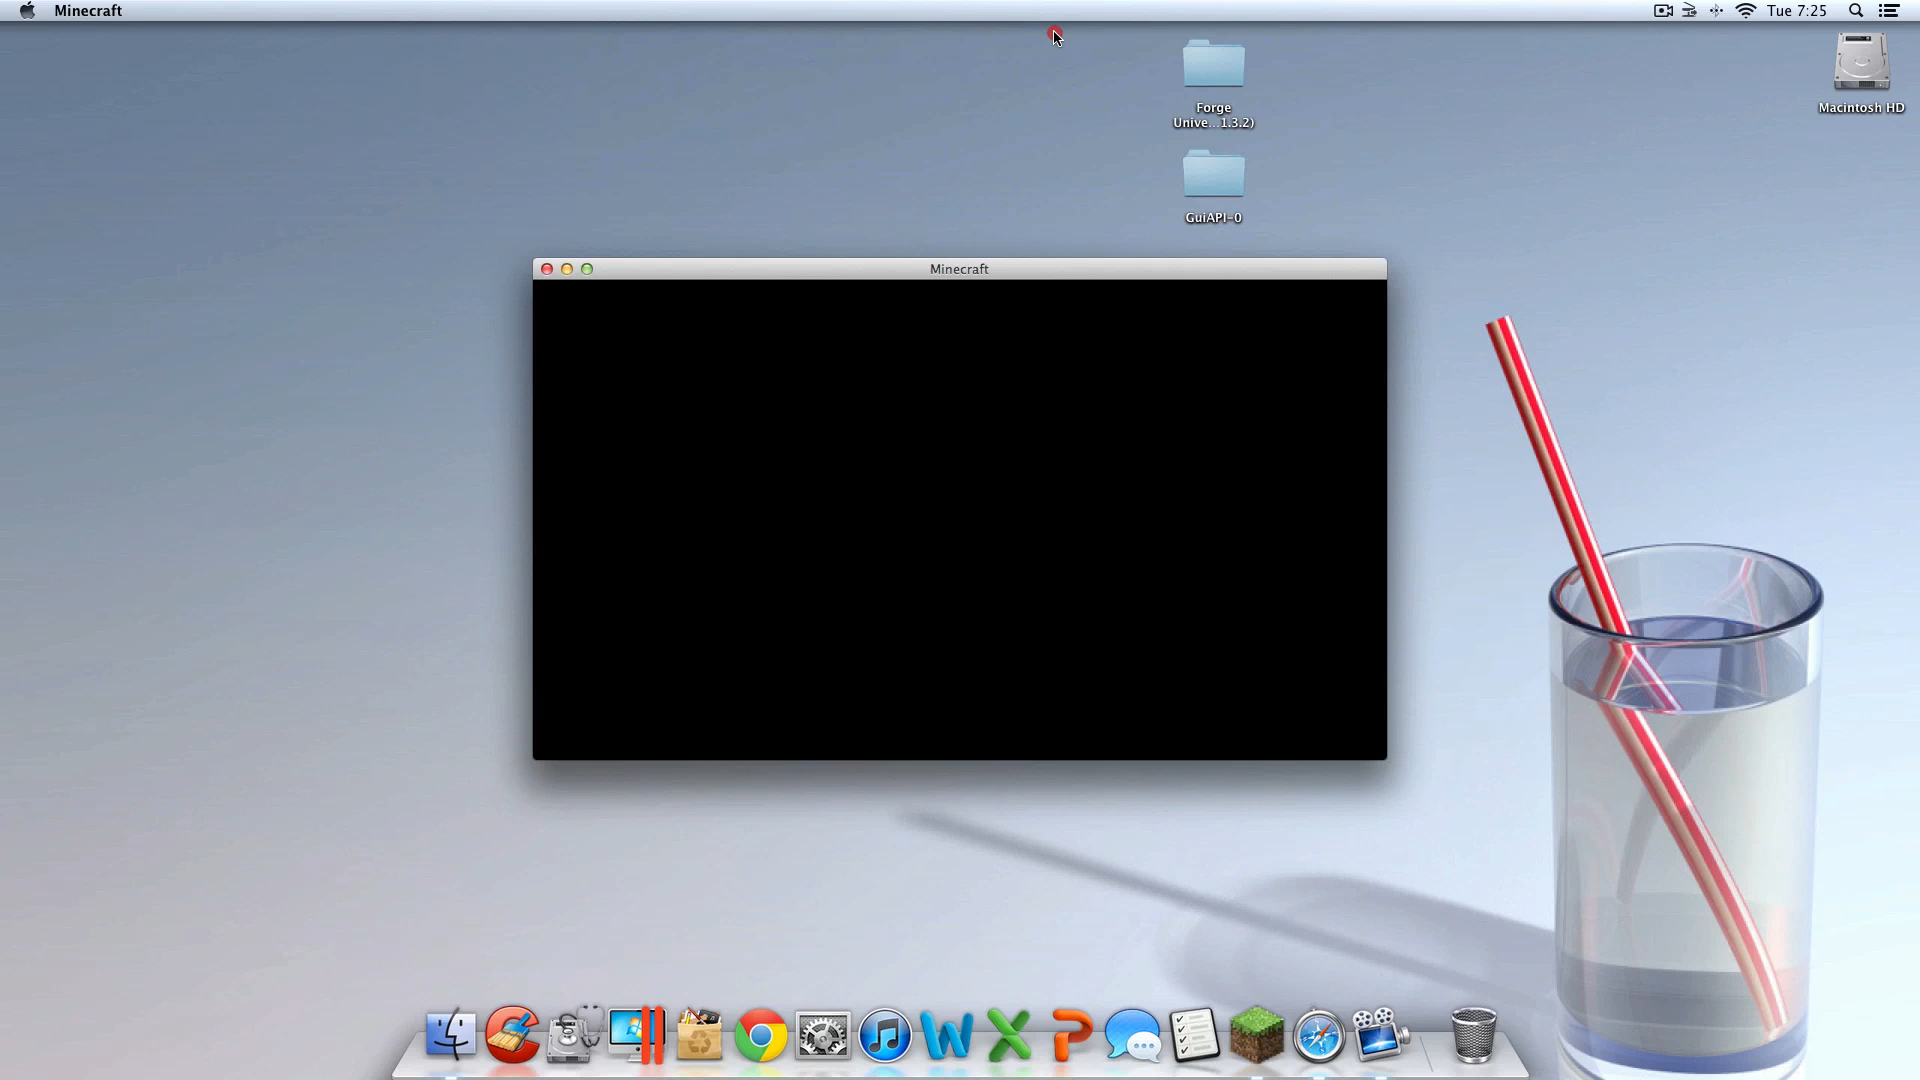 Minecraft
Tue 7:25
Forge
Unive...1.3.2)
Macintosh HD
GuiAPI-0
Minecraft